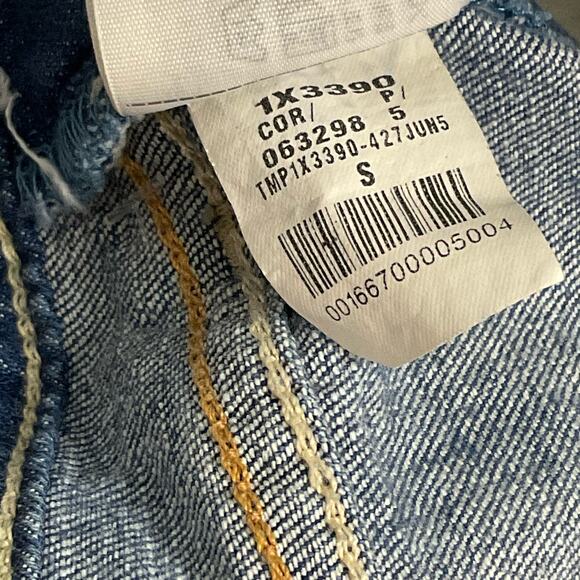 1X3390
COR/ P/
063298 5
TMP1X3390-427JUN5
S
00166700005004